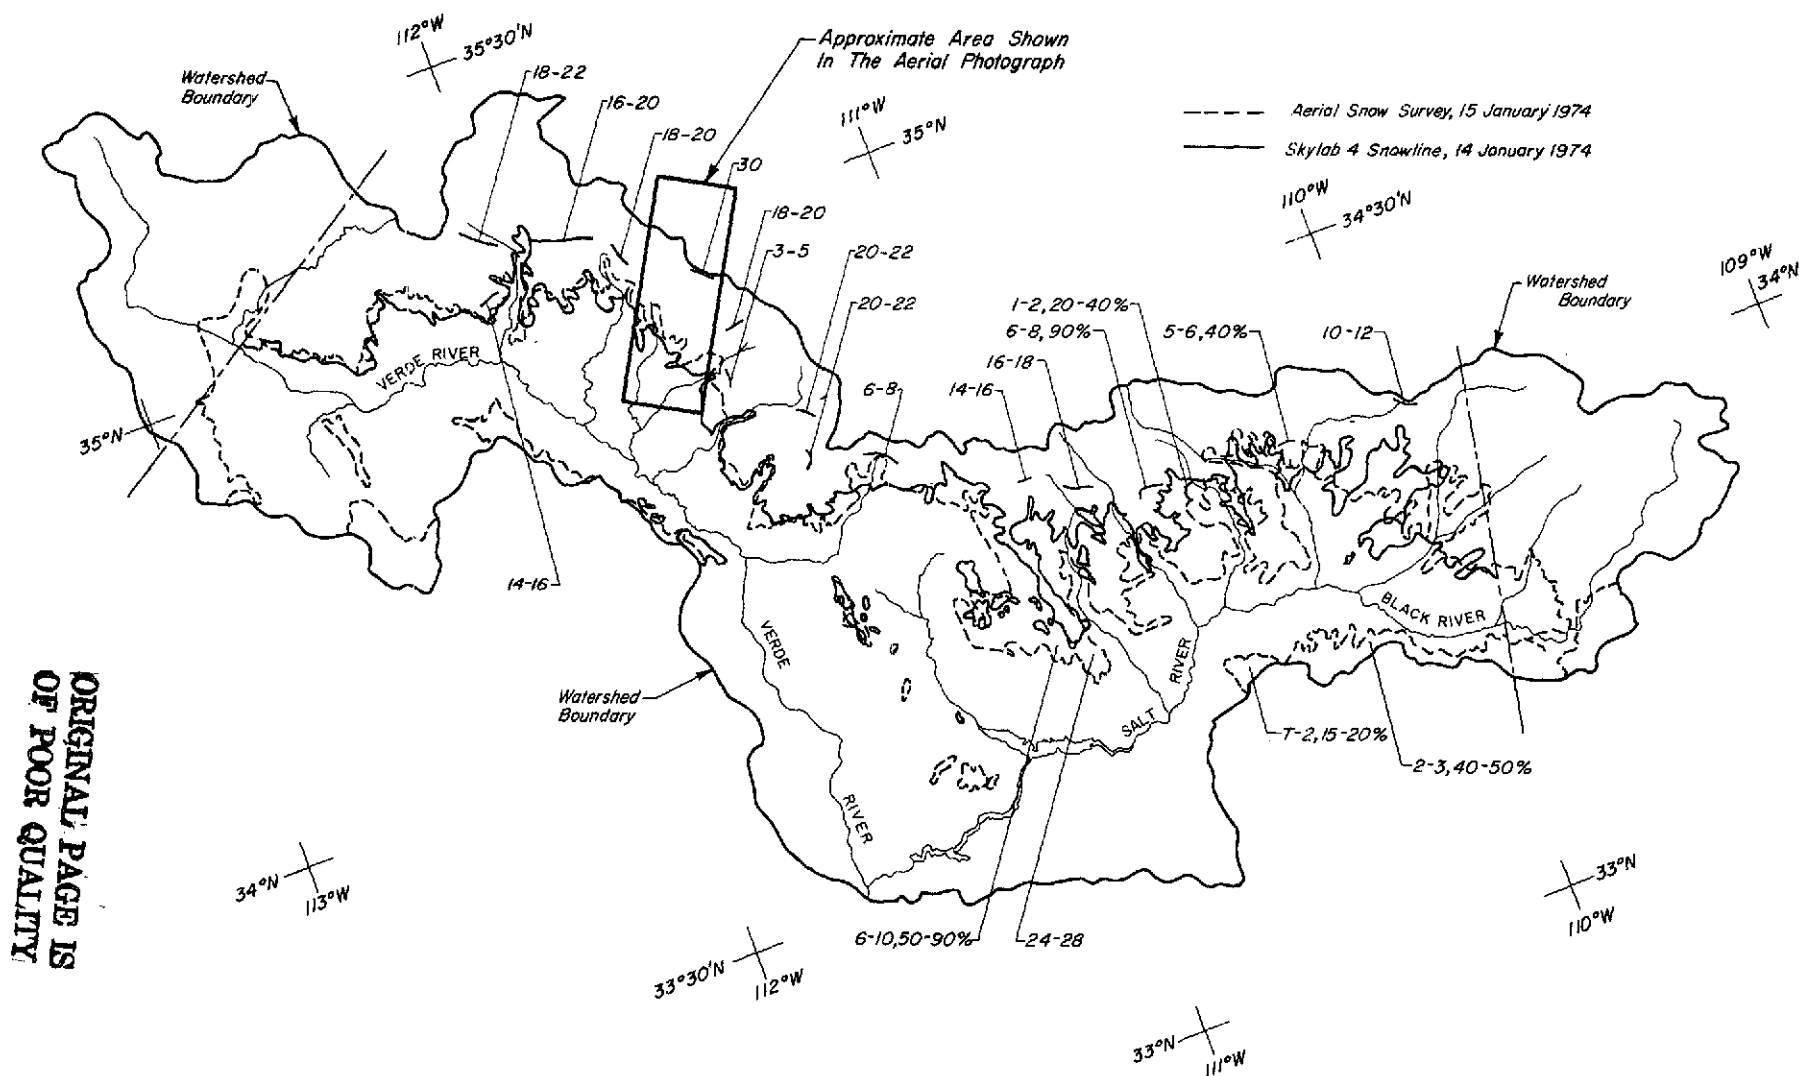 112°W
35°30'N
Approximate Area Shown
In The Aerial Photograph
Watershed
Boundary
18-22
16-20
18-20
30
111°W
35°N
Aerial Snow Survey, 15 January 1974
Skylab 4 Snowline, 14 January 1974
110°W
34°30'N
109°W
34°N
18-20
3-5
20-22
20-22
1-2,20-40%
6-8,90%
5-6,40%
10-12
Watershed
Boundary
16-18
14-16
6-8
VERDE RIVER
35°N
14-16
BLACK RIVER
VERDE
RIVER
SALT
RIVER
Watershed
Boundary
T-2,15-20%
2-3,40-50%
34°N
113°W
6-10,50-90%
24-28
33°N
110°W
33°30'N
112°W
33°N
111°W
ORIGINAL PAGE IS
OF POOR QUALITY